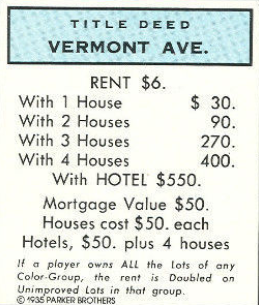 TITLE DEED
VERMONT AVE.
RENT $6.
With 1 House $ 30.
With 2 Houses 90.
With 3 Houses 270.
With 4 Houses 400.
With HOTEL $550.
Mortgage Value $50.
Houses cost $50. each
Hotels, $50. plus 4 houses
If a player owns ALL the Lots of any
Color-Group, the rent is Doubled on
Unimproved Lots in that group.
© 1935 PARKER BROTHERS